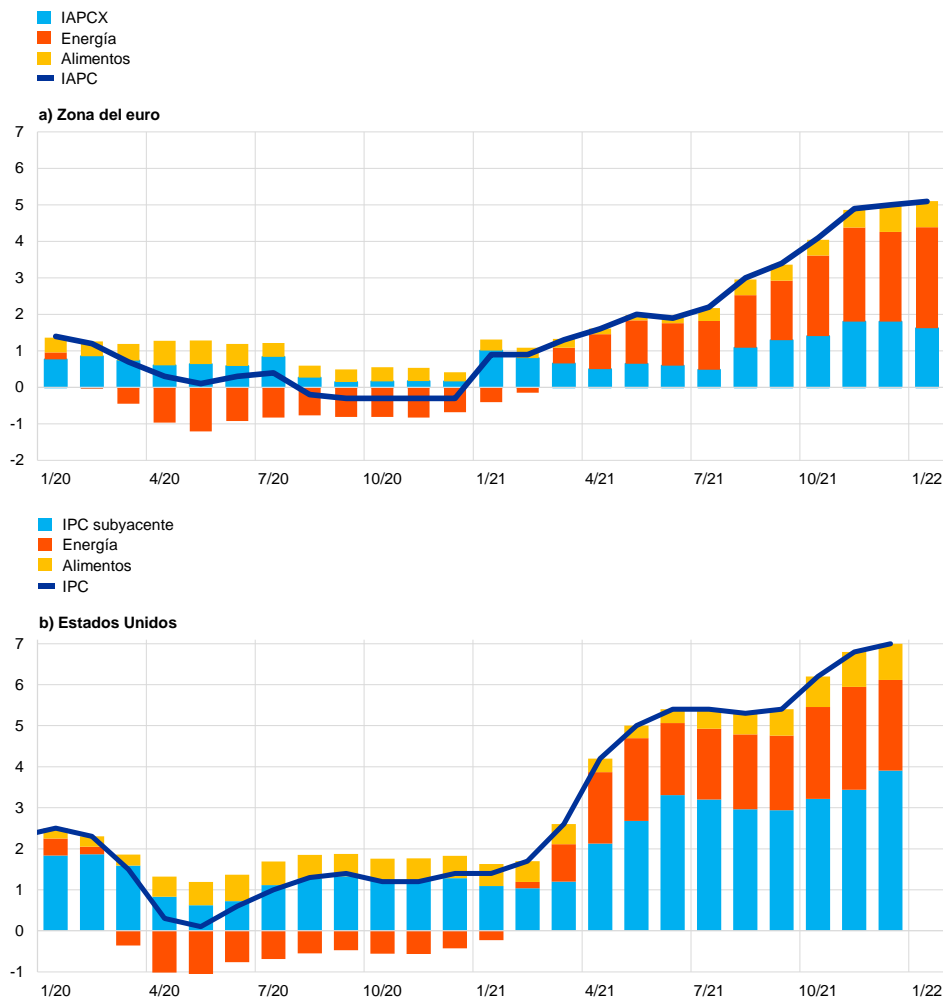 IAPCX
Energía
Alimentos
IAPC
a) Zona del euro
7
6
5
4
3
2
1
0
-1
-2
1/20 4/20 7/20 10/20 1/21 4/21 7/21 10/21 1/22
IPC subyacente
Energía
Alimentos
IPC
b) Estados Unidos
7
6
5
4
3
2
1
0
-1
1/20 4/20 7/20 10/20 1/21 4/21 7/21 10/21 1/22